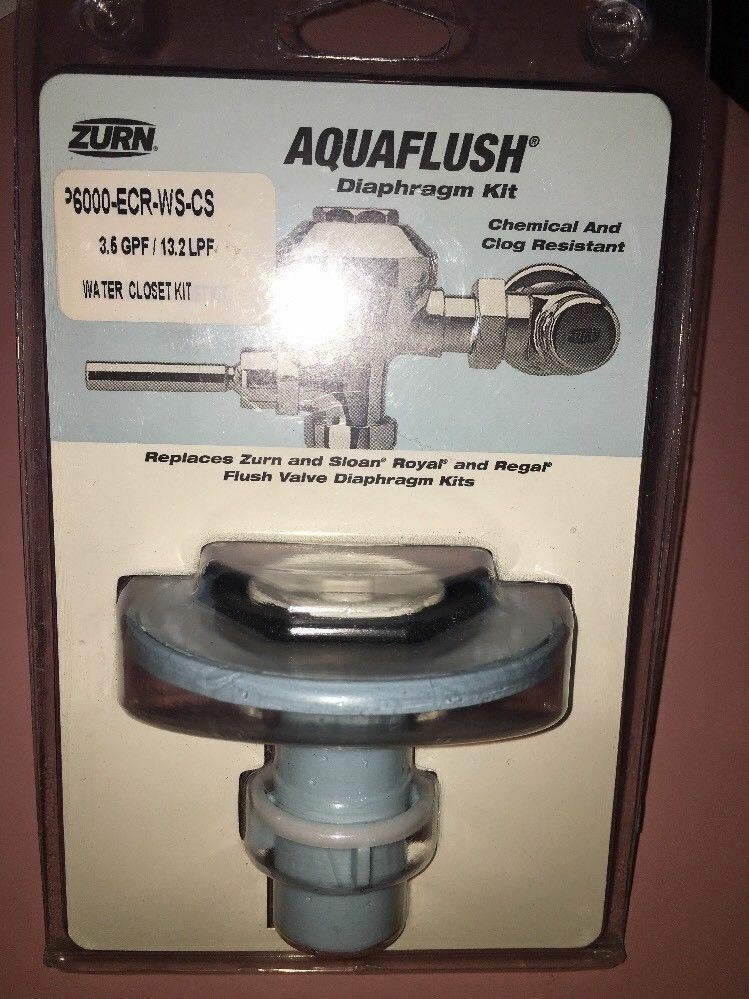 ZURN
AQUAFLUSH®
Diaphragm Kit
P6000-ECR-WS-CS
3.5 GPF / 13.2 LPF
WATER CLOSET KIT
Chemical And
Clog Resistant
ZURN
Replaces Zurn and Sloan® Royal® and Regal®
Flush Valve Diaphragm Kits